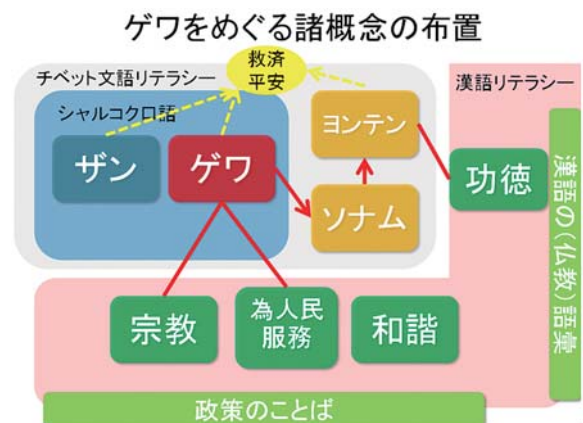 ゲワをめぐる諸概念の布置
救済
平安
チベット文語リテラシー
漢語リテラシー
シャルコク口語
ザン
ゲワ
ヨンテン
ソナム
功徳
漢語の(仏教)語彙
宗教
為人民
服務
和諧
政策のことば